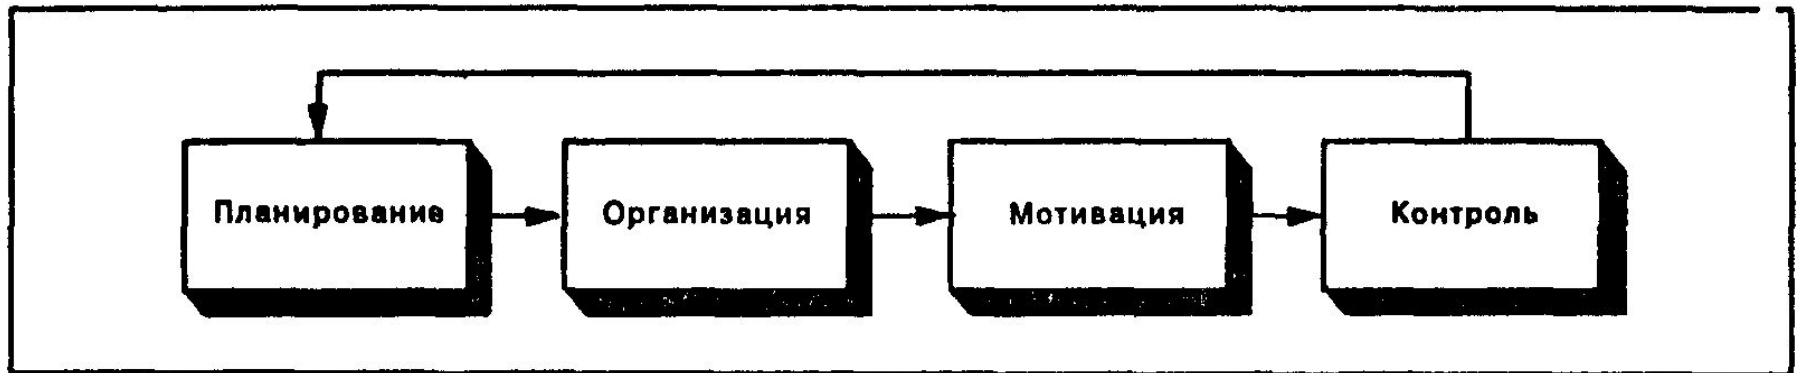 Планирование
Организация
Мотивация
Контроль